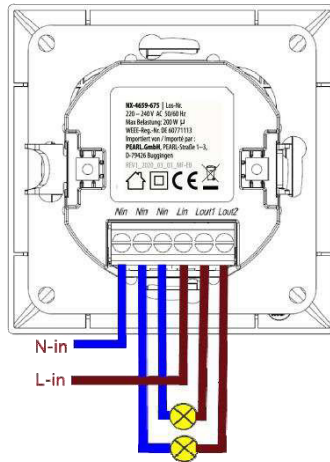 NX-4659-675 | Los-Nr.
220 – 240 V AC 50/60 Hz
Max Belastung: 200 W
WEEE-Reg.-Nr. DE 60771113
Importiert von / Importé par :
PEARL.GmbH, PEARL-Straße 1–3,
D-79426 Buggingen
Nin Nin Nin Lin Lout1 Lout2
N-in
L-in